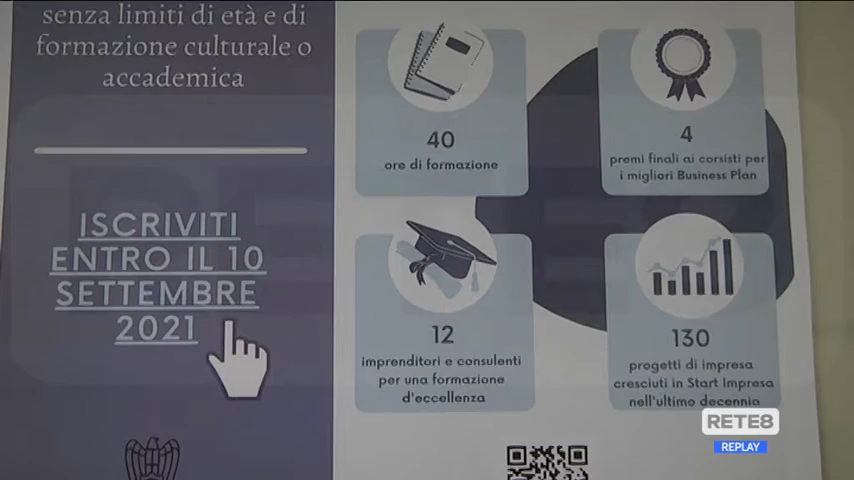 senza limiti di età e di
formazione culturale o
accademica
ISCRIVITI
ENTRO IL 10
SETTEMBRE
2021
40
ore di formazione
4
premi finali ai corsisti per
i migliori Business Plan
12
imprenditori e consulenti
per una formazione
d'eccellenza
130
progetti di impresa
cresciuti in Start Impresa
nell'ultimo decennio
RETE8
REPLAY